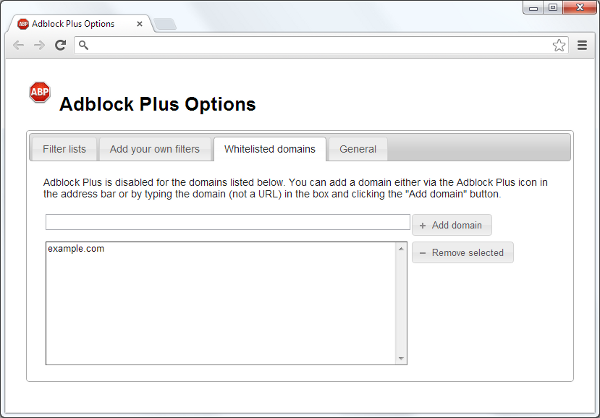 Adblock Plus Options
ABP Adblock Plus Options
Filter lists Add your own filters Whitelisted domains General
Adblock Plus is disabled for the domains listed below. You can add a domain either via the Adblock Plus icon in
the address bar or by typing the domain (not a URL) in the box and clicking the "Add domain" button.
+ Add domain
example.com
− Remove selected